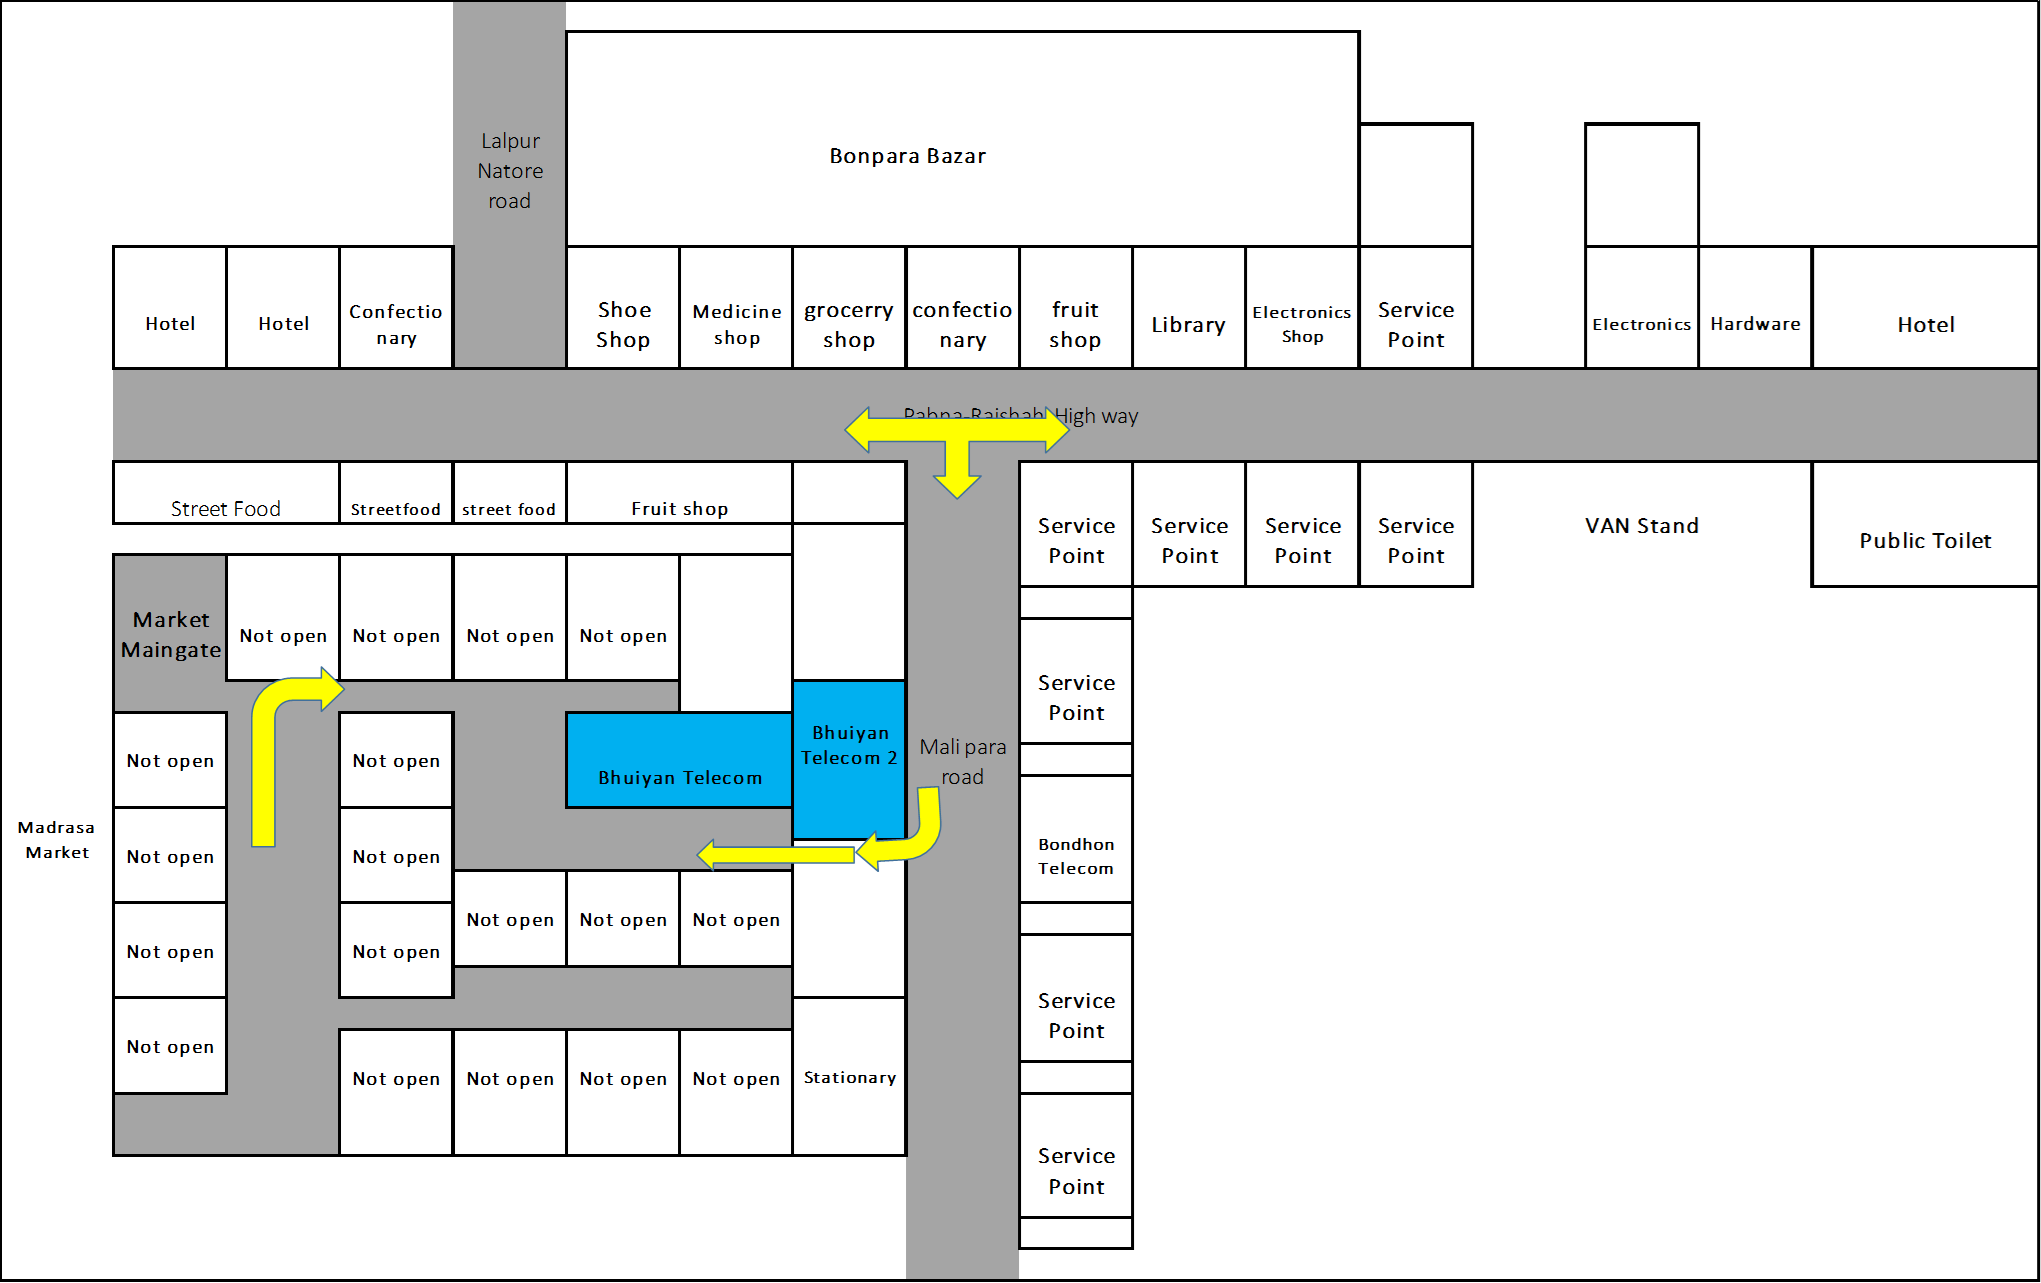 Lalpur
Natore
road
Bonpara Bazar
Hotel
Hotel
Confectio
nary
Shoe
Shop
Medicine
shop
grocerry
shop
confectio
nary
fruit
shop
Library
Electronics
Shop
Service
Point
Electronics
Hardware
Hotel
Pabna-Rajshahi High way
Street Food
Streetfood
street food
Fruit shop
Service
Point
Service
Point
Service
Point
Service
Point
VAN Stand
Public Toilet
Market
Maingate
Not open
Not open
Not open
Not open
Service
Point
Not open
Not open
Bhuiyan Telecom
Bhuiyan
Telecom 2
Mali para
road
Madrasa
Market
Not open
Not open
Bondhon
Telecom
Not open
Not open
Not open
Not open
Not open
Service
Point
Not open
Not open
Not open
Not open
Not open
Stationary
Service
Point